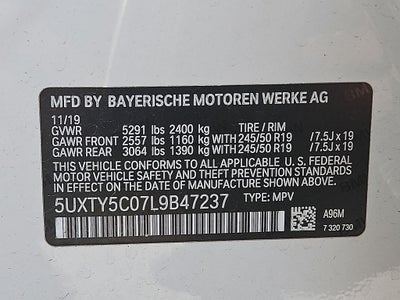 MFD BY BAYERISCHE MOTOREN WERKE AG
11/19
GVWR 5291 lbs 2400 kg TIRE / RIM
GAWR FRONT 2557 lbs 1160 kg WITH 245/50 R19 /7.5J x 19
GAWR REAR 3064 lbs 1390 kg WITH 245/50 R19 /7.5J x 19
THIS VEHICLE CONFORMS TO ALL APPLICABLE U.S. FEDERAL
MOTOR VEHICLE SAFETY, BUMPER, AND THEFT PREVENTION
STANDARDS IN EFFECT ON THE DATE OF MANUFACTURE SHOWN ABOVE.
5UXTY5C07L9B47237 TYPE: MPV
A96M
7 320 730